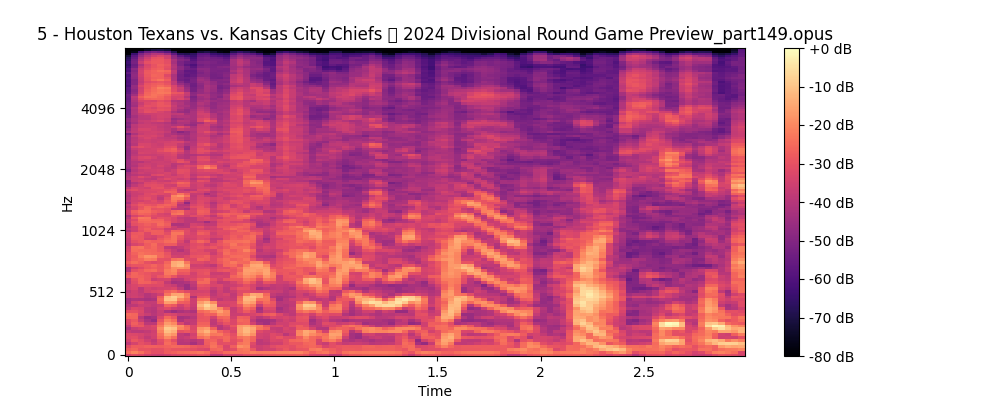 5 - Houston Texans vs. Kansas City Chiefs ▯ 2024 Divisional Round Game Preview_part149.opus
+0 dB
-10 dB
-20 dB
-30 dB
-40 dB
-50 dB
-60 dB
-70 dB
-80 dB
4096
2048
1024
512
0
Hz
0
0.5
1
1.5
2
2.5
Time